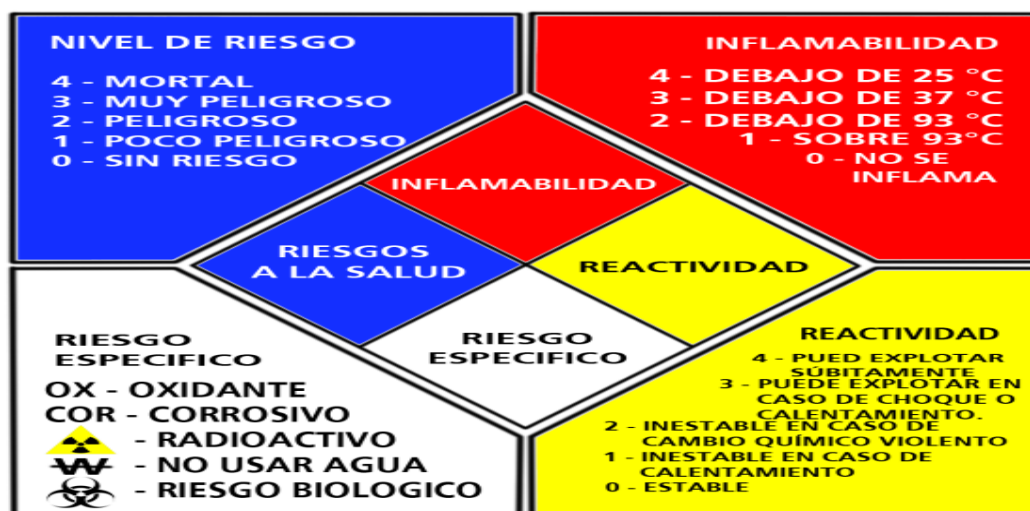 NIVEL DE RIESGO
4 - MORTAL
3 - MUY PELIGROSO
2 - PELIGROSO
1 - POCO PELIGROSO
0 - SIN RIESGO
INFLAMABILIDAD
4 - DEBAJO DE 25 °C
3 - DEBAJO DE 37 °C
2 - DEBAJO DE 93 °C
1 - SOBRE 93°C
0 - NO SE
INFLAMA
INFLAMABILIDAD
RIESGOS
A LA SALUD
REACTIVIDAD
RIESGO
ESPECIFICO
RIESGO
ESPECIFICO
OX - OXIDANTE
COR - CORROSIVO
- RADIOACTIVO
W - NO USAR AGUA
- RIESGO BIOLOGICO
REACTIVIDAD
4 - PUED EXPLOTAR
SÚBITAMENTE
3 - PUEDE EXPLOTAR EN
CASO DE CHOQUE O
CALENTAMIENTO.
2 - INESTABLE EN CASO DE
CAMBIO QUÍMICO VIOLENTO
1 - INESTABLE EN CASO DE
CALENTAMIENTO
0 - ESTABLE